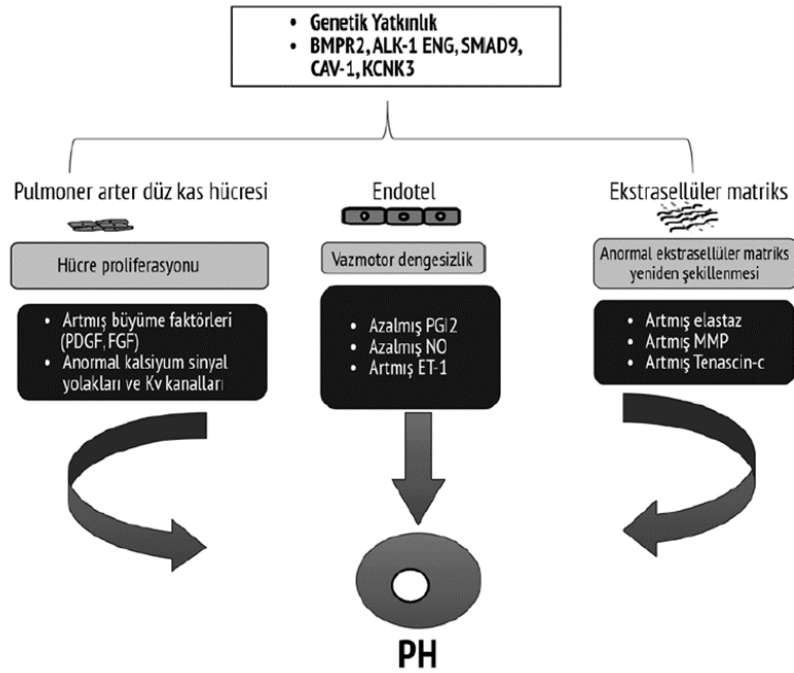 • Genetik Yatkınlık
• BMPR2, ALK-1 ENG, SMAD9,
CAV-1, KCNK3
Pulmoner arter düz kas hücresi
Hücre proliferasyonu
• Artmış büyüme faktörleri
(PDGF, FGF)
• Anormal kalsiyum sinyal
yolakları ve Kv kanalları
Endotel
Vazmotor dengesizlik
• Azalmış PGI2
• Azalmış NO
• Artmış ET-1
Ekstrasellüler matriks
Anormal ekstrasellüler matriks
yeniden şekillenmesi
• Artmış elastaz
• Artmış MMP
• Artmış Tenascin-c
PH